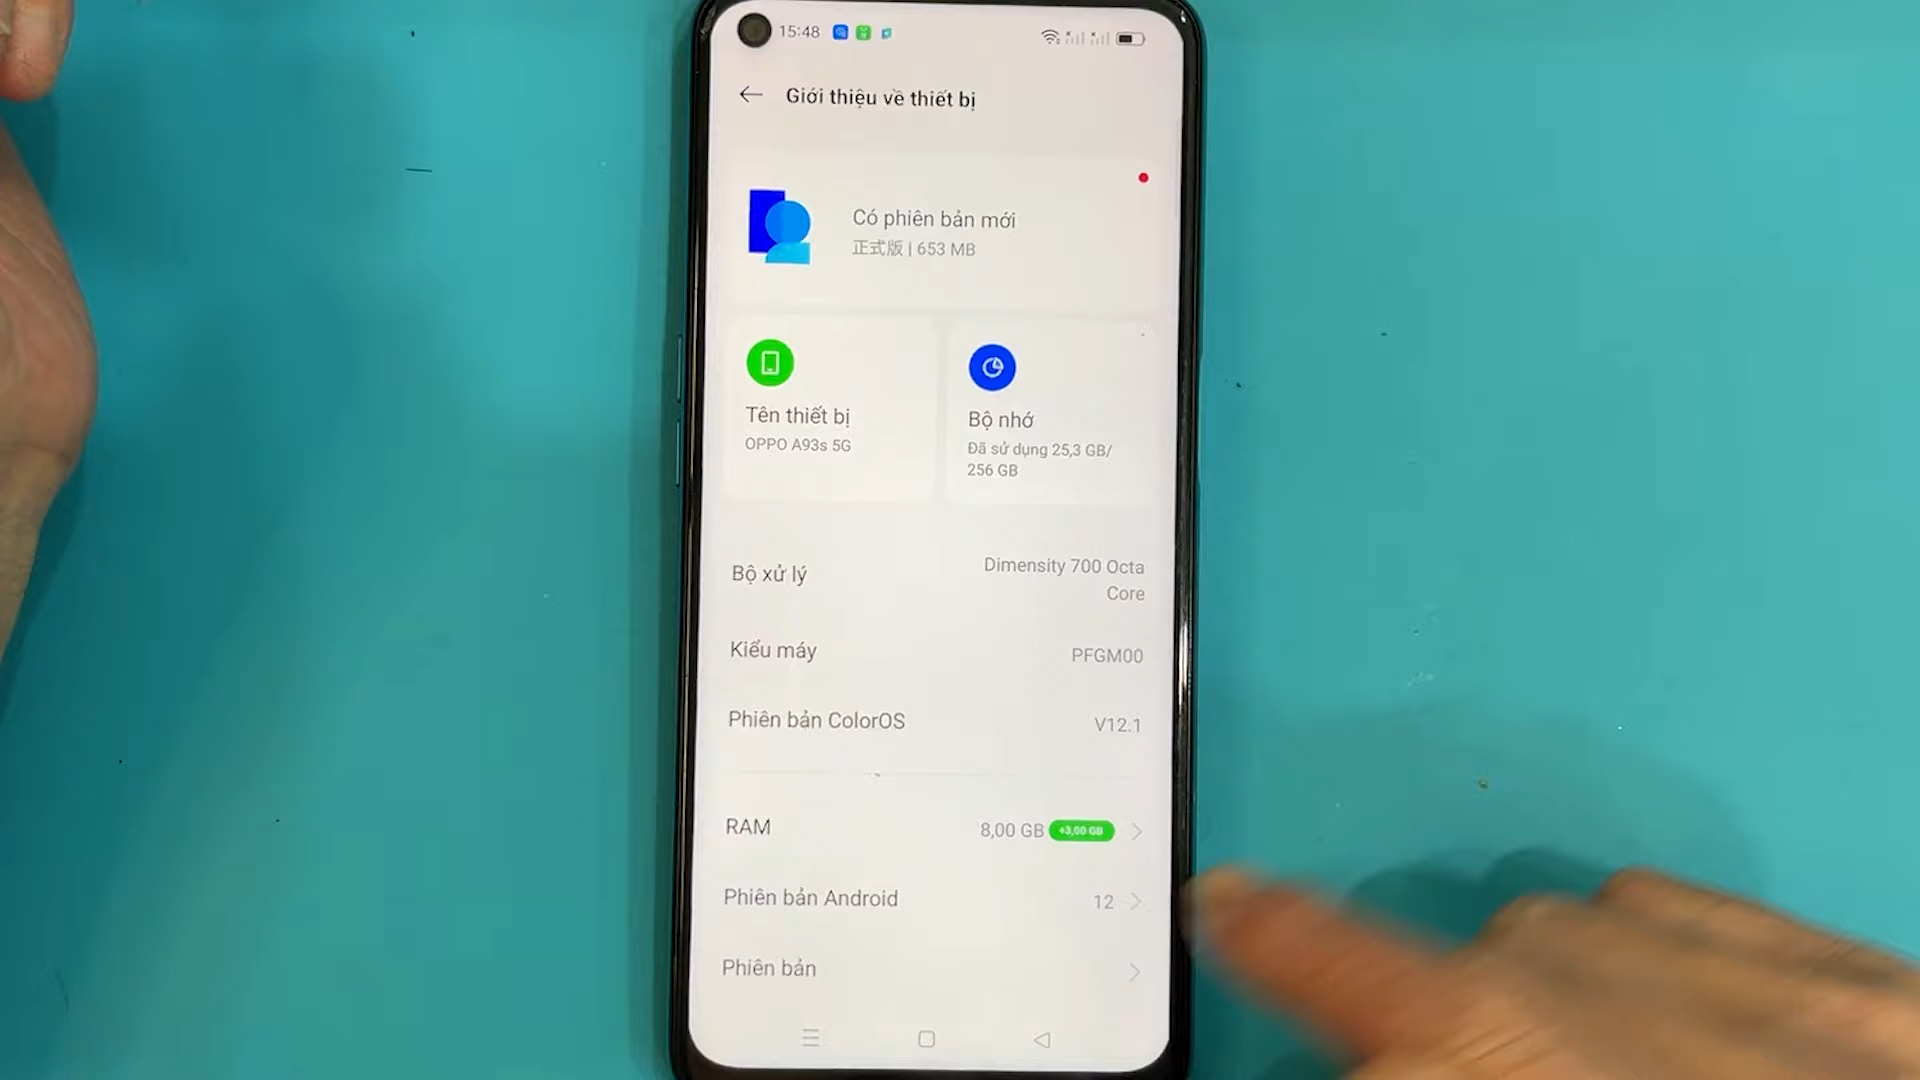 15:48
Giới thiệu về thiết bị
Có phiên bản mới
正式版 | 653 MB
Tên thiết bị
OPPO A93s 5G
Bộ nhớ
Đã sử dụng 25,3 GB/
256 GB
Bộ xử lý
Dimensity 700 Octa
Core
Kiểu máy
PFGM00
Phiên bản ColorOS
V12.1
RAM
8,00 GB +3,00 GB
Phiên bản Android
12
Phiên bản